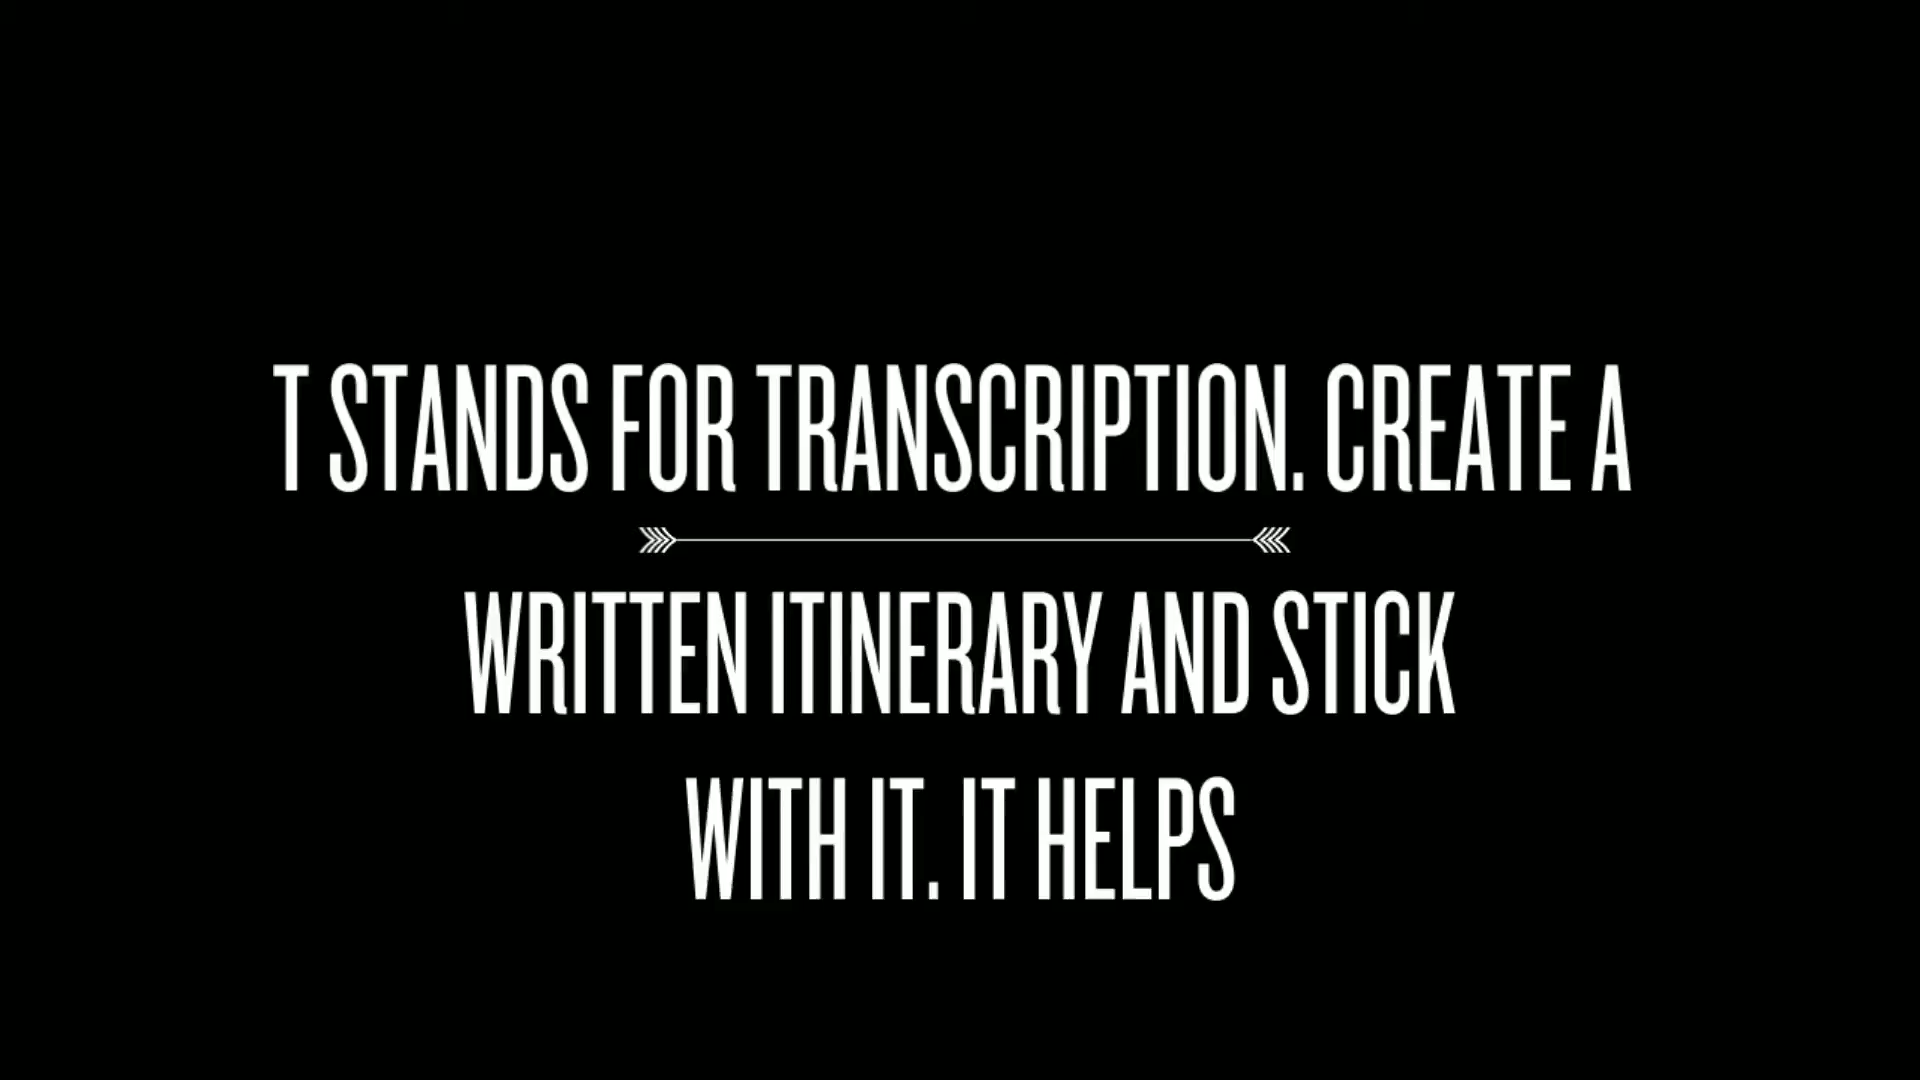 T STANDS FOR TRANSCRIPTION. CREATE A
WRITTEN ITINERARY AND STICK
WITH IT. IT HELPS